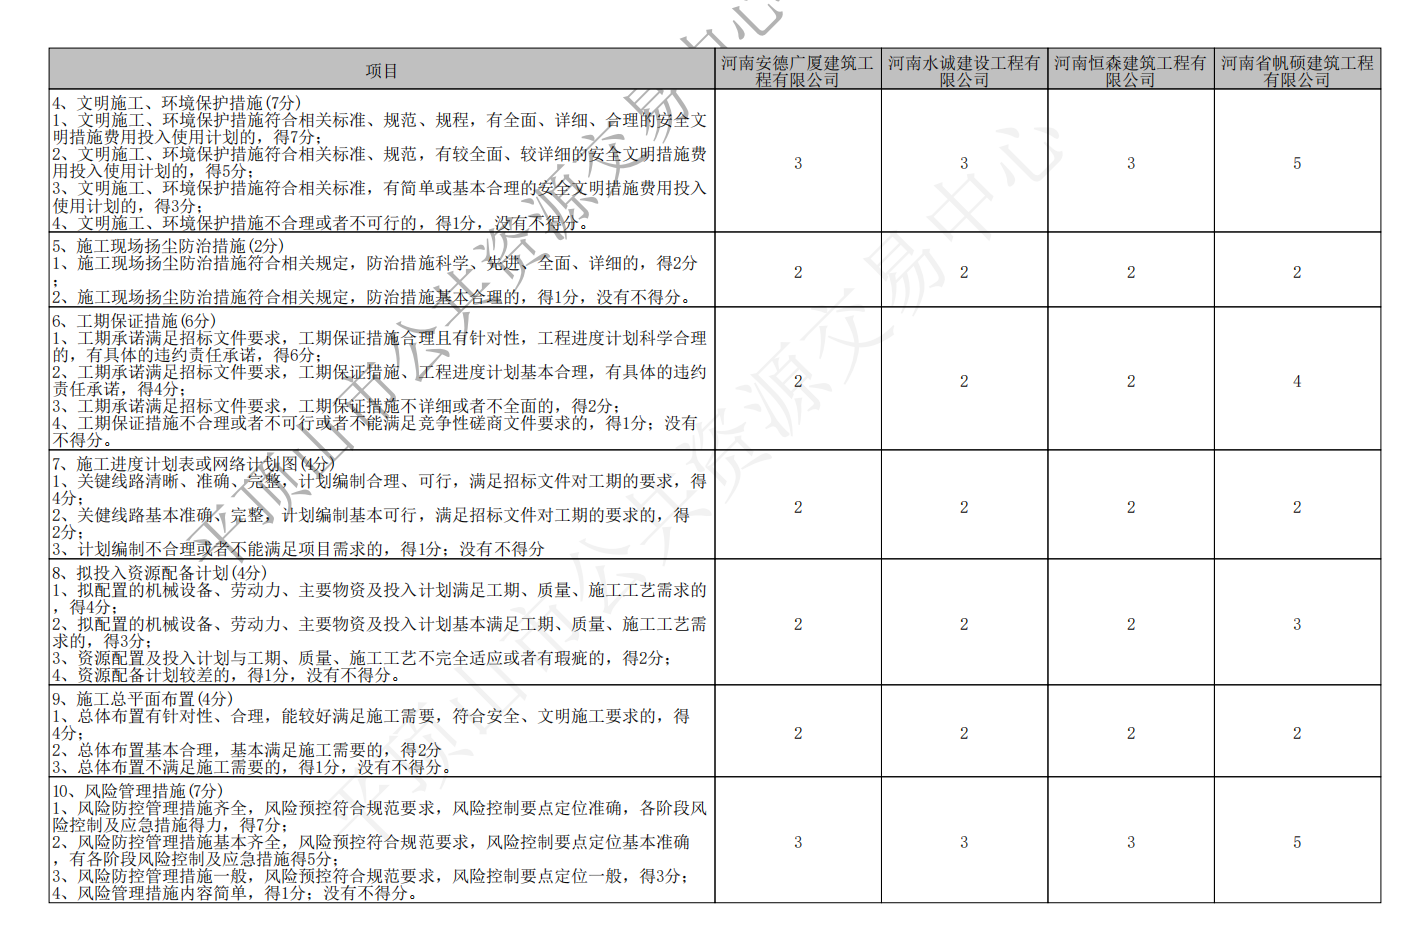 项目
河南安德广厦建筑工
程有限公司
河南水诚建设工程有
限公司
河南恒森建筑工程有
限公司
河南省帆硕建筑工程
有限公司
4、文明施工、环境保护措施(7分)
1、文明施工、环境保护措施符合相关标准、规范、规程，有全面、详细、合理的安全文
明措施费用投入使用计划的，得7分；
2、文明施工、环境保护措施符合相关标准、规范，有较全面、较详细的安全文明措施费
用投入使用计划的，得5分；
3、文明施工、环境保护措施符合相关标准，有简单或基本合理的安全文明措施费用投入
使用计划的，得3分；
4、文明施工、环境保护措施不合理或者不可行的，得1分，没有不得分。
3
3
3
5
5、施工现场扬尘防治措施(2分)
1、施工现场扬尘防治措施符合相关规定，防治措施科学、先进、全面、详细的，得2分
；
2、施工现场扬尘防治措施符合相关规定，防治措施基本合理的，得1分，没有不得分。
2
2
2
2
6、工期保证措施(6分)
1、工期承诺满足招标文件要求，工期保证措施合理且有针对性，工程进度计划科学合理
的，有具体的违约责任承诺，得6分；
2、工期承诺满足招标文件要求，工期保证措施、工程进度计划基本合理，有具体的违约
责任承诺，得4分；
3、工期承诺满足招标文件要求，工期保证措施不详细或者不全面的，得2分；
4、工期保证措施不合理或者不可行或者不能满足竞争性磋商文件要求的，得1分；没有
不得分。
2
2
2
4
7、施工进度计划表或网络计划图(4分)
1、关键线路清晰、准确、完整，计划编制合理、可行，满足招标文件对工期的要求，得
4分；
2、关健线路基本准确、完整，计划编制基本可行，满足招标文件对工期的要求的，得
2分；
3、计划编制不合理或者不能满足项目需求的，得1分；没有不得分
2
2
2
2
8、拟投入资源配备计划(4分)
1、拟配置的机械设备、劳动力、主要物资及投入计划满足工期、质量、施工工艺需求的
，得4分；
2、拟配置的机械设备、劳动力、主要物资及投入计划基本满足工期、质量、施工工艺需
求的，得3分；
3、资源配置及投入计划与工期、质量、施工工艺不完全适应或者有瑕疵的，得2分；
4、资源配备计划较差的，得1分，没有不得分。
2
2
2
3
9、施工总平面布置(4分)
1、总体布置有针对性、合理，能较好满足施工需要，符合安全、文明施工要求的，得
4分；
2、总体布置基本合理，基本满足施工需要的，得2分
3、总体布置不满足施工需要的，得1分，没有不得分。
2
2
2
2
10、风险管理措施(7分)
1、风险防控管理措施齐全，风险预控符合规范要求，风险控制要点定位准确，各阶段风
险控制及应急措施得力，得7分；
2、风险防控管理措施基本齐全，风险预控符合规范要求，风险控制要点定位基本准确
，有各阶段风险控制及应急措施得5分；
3、风险防控管理措施一般，风险预控符合规范要求，风险控制要点定位一般，得3分；
4、风险管理措施内容简单，得1分；没有不得分。
3
3
3
5
平顶山市公共资源交易中心
平顶山市公共资源交易中心